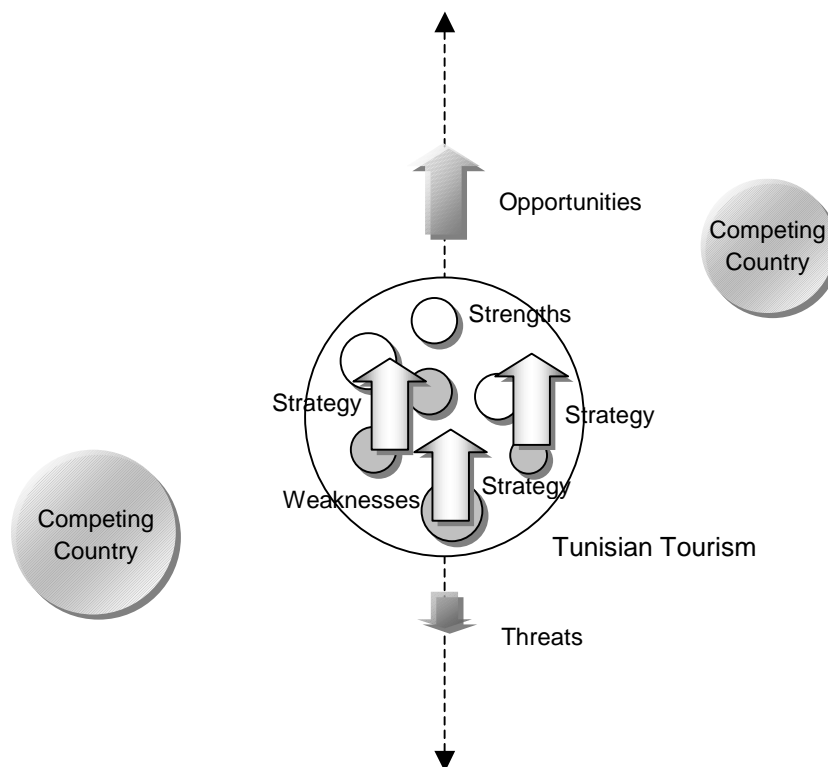 Opportunities
Competing
Country
Strengths
Strategy
Strategy
Weaknesses
Strategy
Competing
Country
Tunisian Tourism
Threats